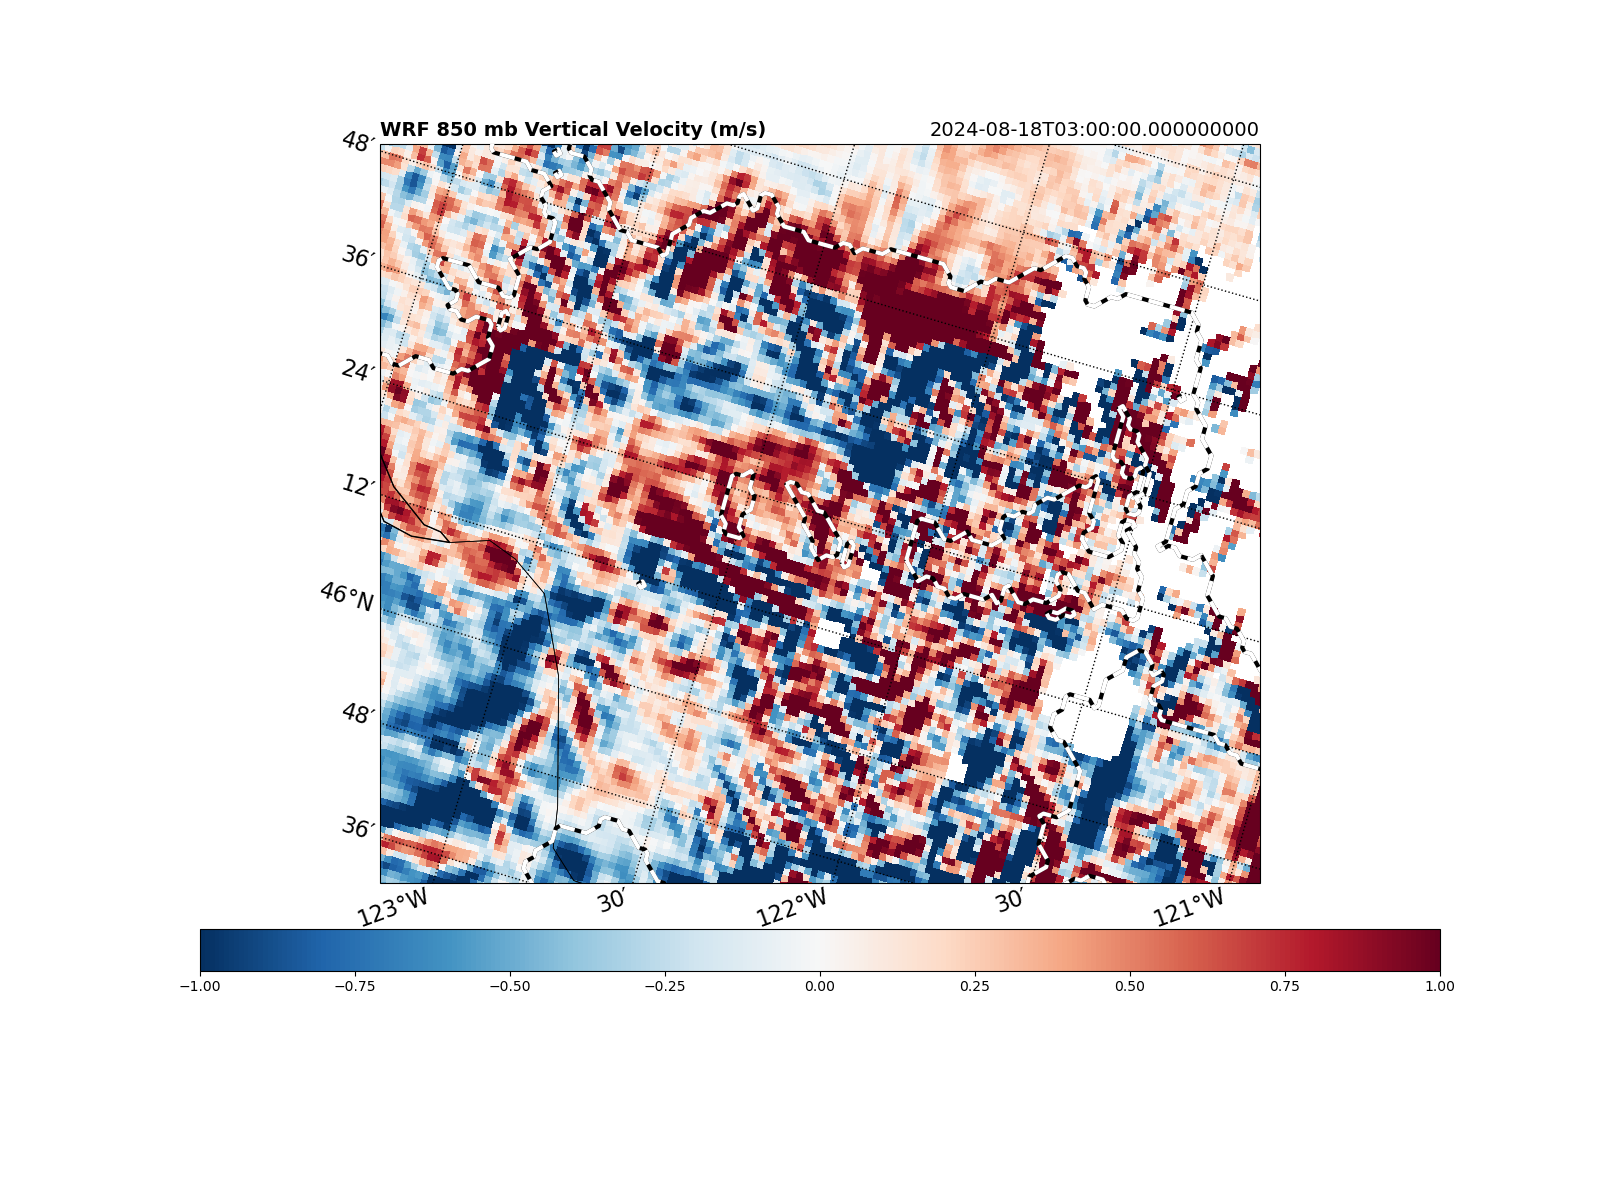 WRF 850 mb Vertical Velocity (m/s) 2024-08-18T03:00:00.000000000
48′
36′
24′
12′
46°N
48′
36′
123°W 30′ 122°W 30′ 121°W
−1.00 −0.75 −0.50 −0.25 0.00 0.25 0.50 0.75 1.00